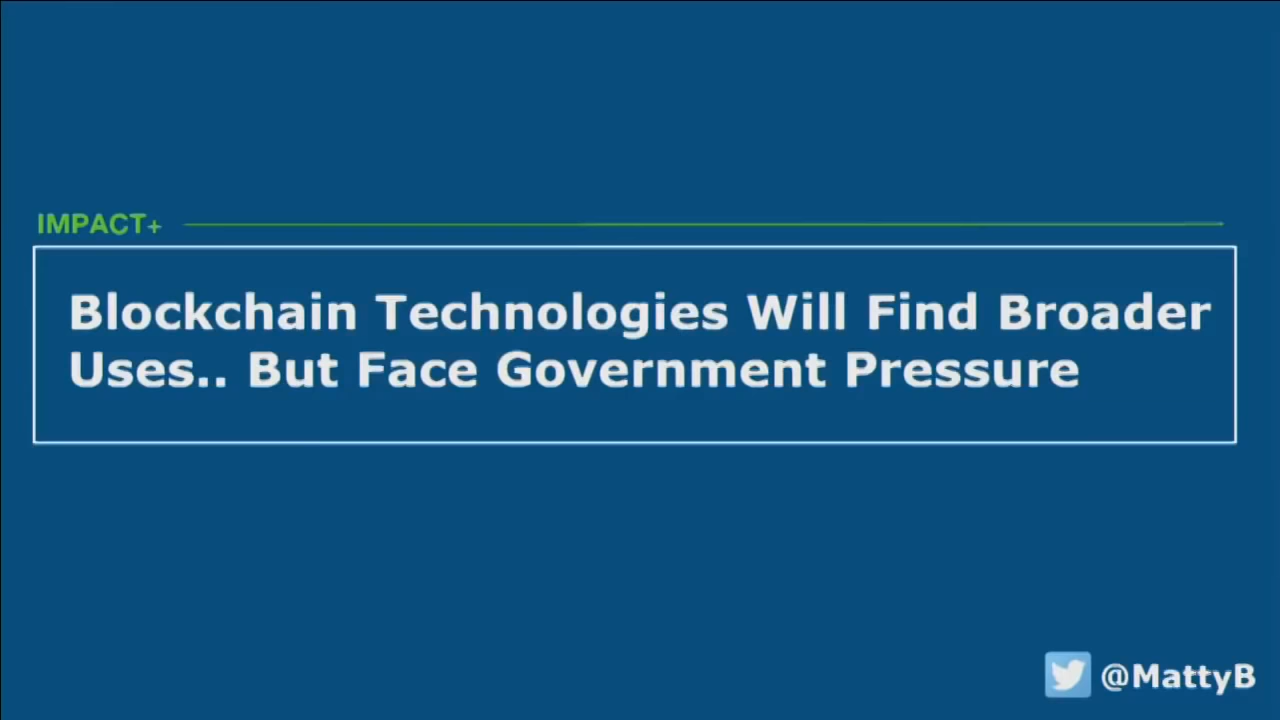 IMPACT+
Blockchain Technologies Will Find Broader
Uses.. But Face Government Pressure
@MattyB